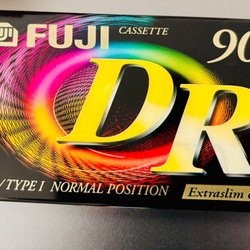 FUJI CASSETTE 90
DR
/TYPE I NORMAL POSITION Extraslim